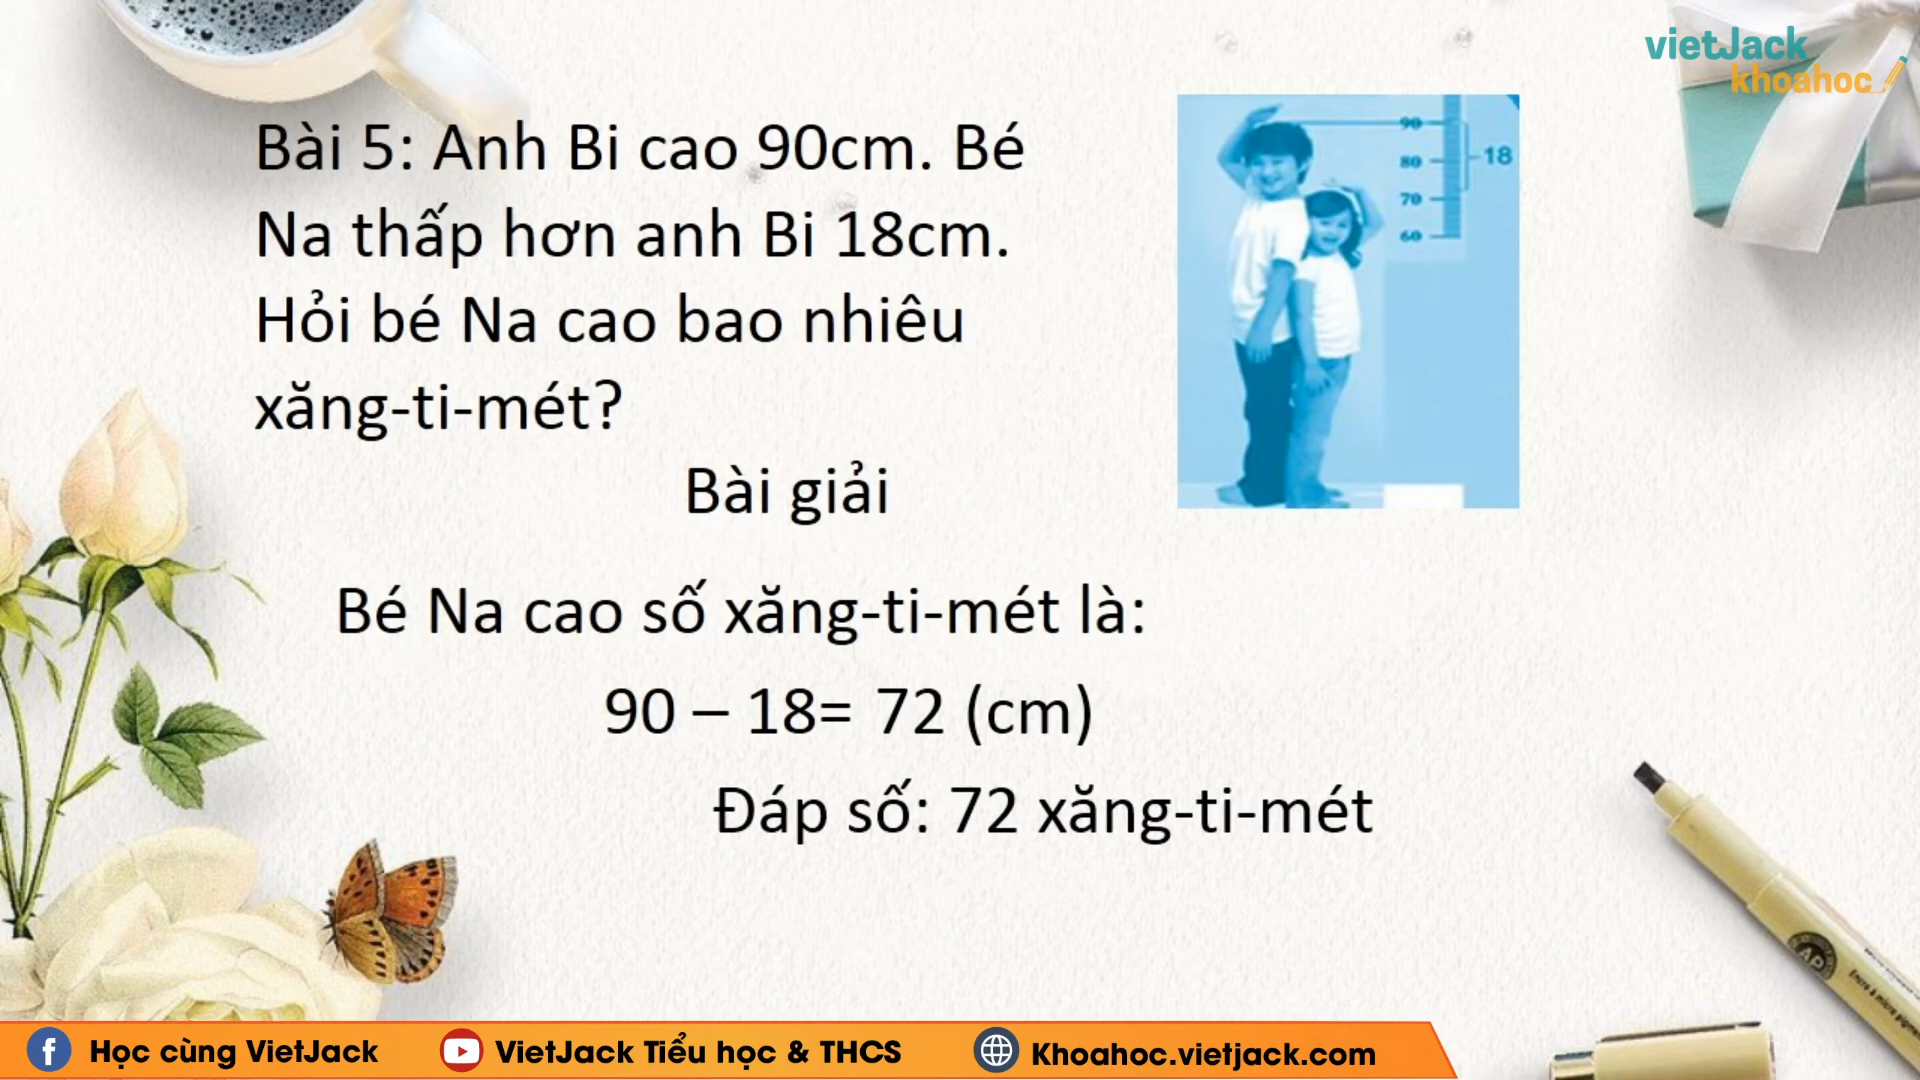 vietJack
khoahoc
Bài 5: Anh Bi cao 90cm. Bé
Na thấp hơn anh Bi 18cm.
Hỏi bé Na cao bao nhiêu
xăng-ti-mét?
90
80
18
70
60
Bài giải
Bé Na cao số xăng-ti-mét là:
90 – 18= 72 (cm)
Đáp số: 72 xăng-ti-mét
AP
Học cùng VietJack
VietJack Tiểu học & THCS
Khoahoc.vietjack.com